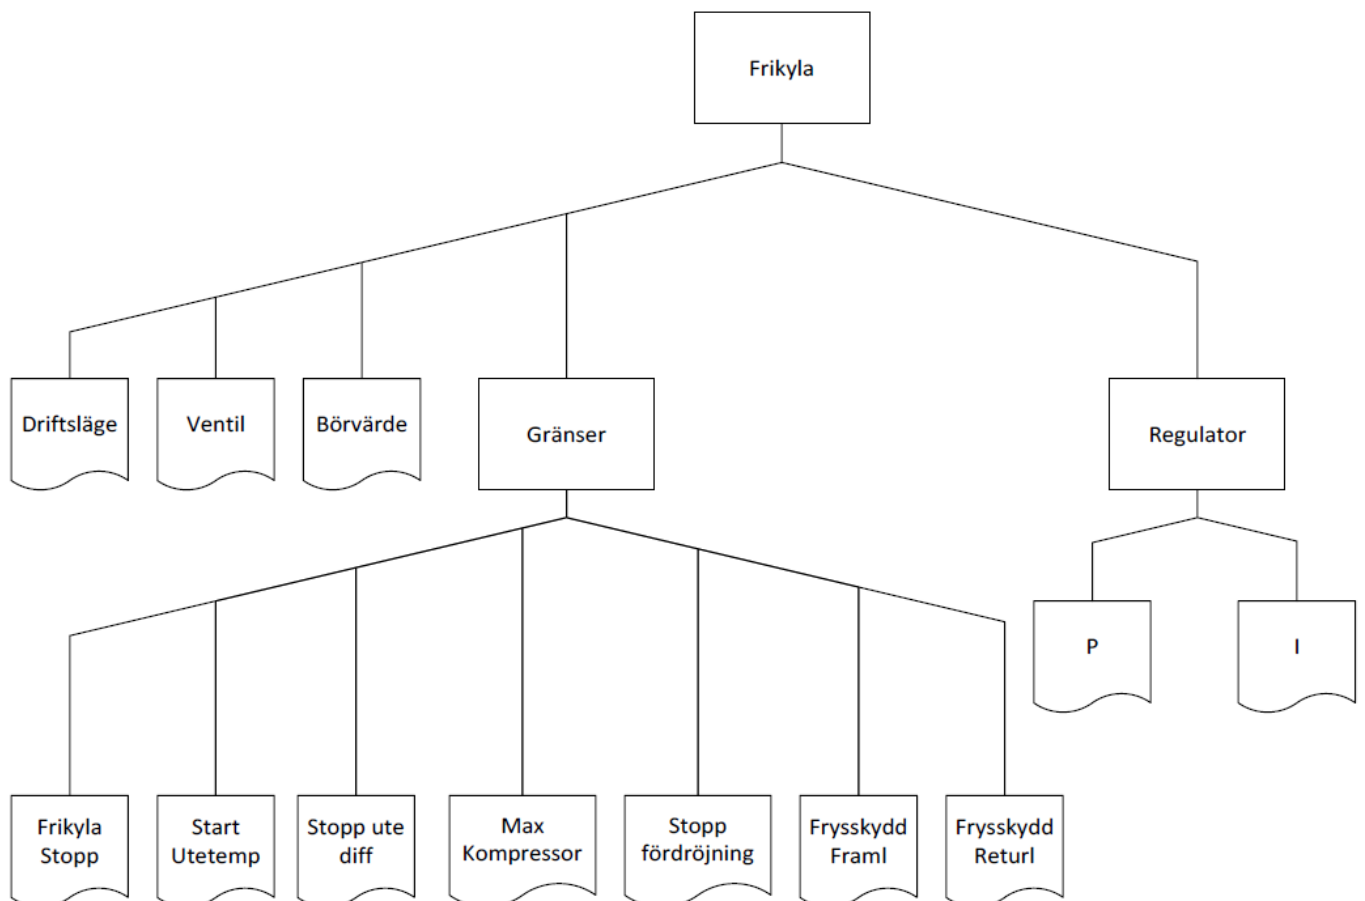 Frikyla
Driftsläge
Ventil
Börvärde
Gränser
Regulator
P
I
Frikyla
Stopp
Start
Utetemp
Stopp ute
diff
Max
Kompressor
Stopp
fördröjning
Frysskydd
Framl
Frysskydd
Returl